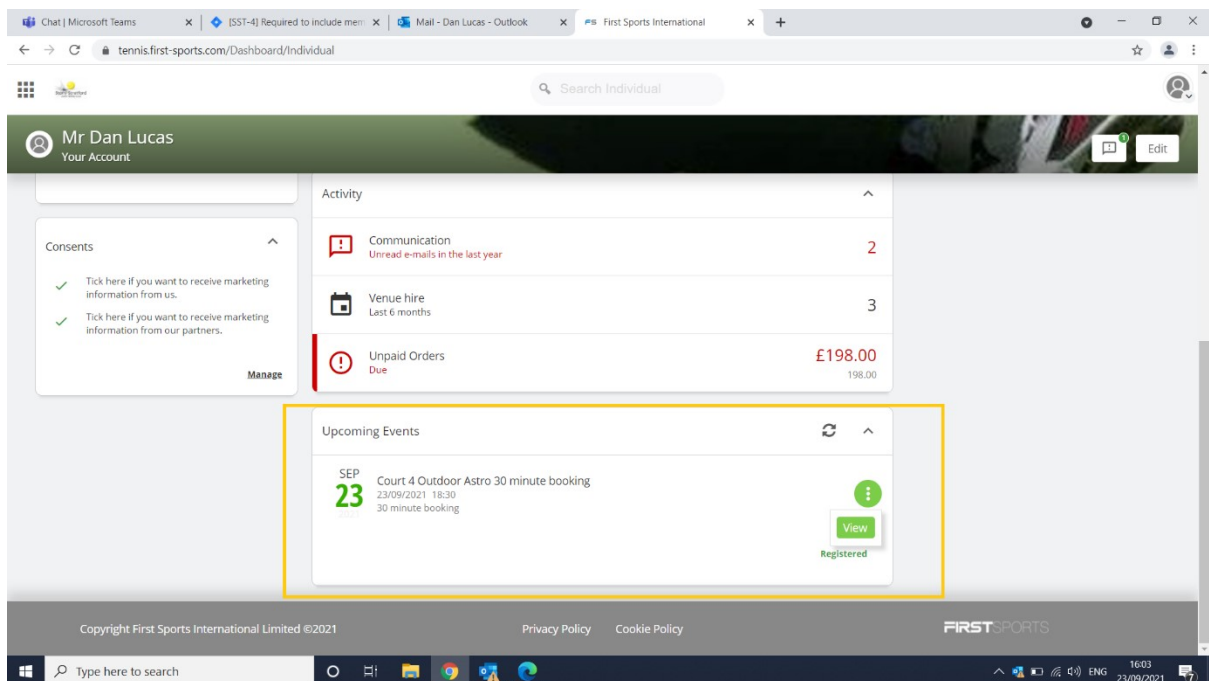 Chat | Microsoft Teams
[SST-4] Required to include mem
Mail - Dan Lucas - Outlook
FS First Sports International
tennis.first-sports.com/Dashboard/Individual
Search Individual
Mr Dan Lucas
Your Account
1
Edit
Consents
Tick here if you want to receive marketing
information from us.
Tick here if you want to receive marketing
information from our partners.
Manage
Activity
Communication
Unread e-mails in the last year
2
Venue hire
Last 6 months
3
Unpaid Orders
Due
£198.00
198.00
Upcoming Events
SEP
23
Court 4 Outdoor Astro 30 minute booking
23/09/2021 18:30
30 minute booking
View
Registered
Copyright First Sports International Limited ©2021
Privacy Policy
Cookie Policy
FIRSTSPORTS
Type here to search
ENG
16:03
23/09/2021